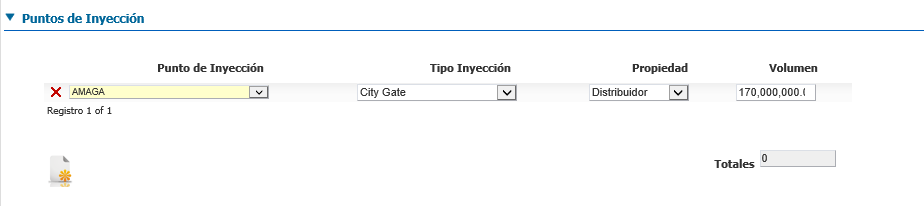 Puntos de Inyección
Punto de Inyección Tipo Inyección Propiedad Volumen
AMAGA City Gate Distribuidor 170,000,000.(
Registro 1 of 1
Totales 0